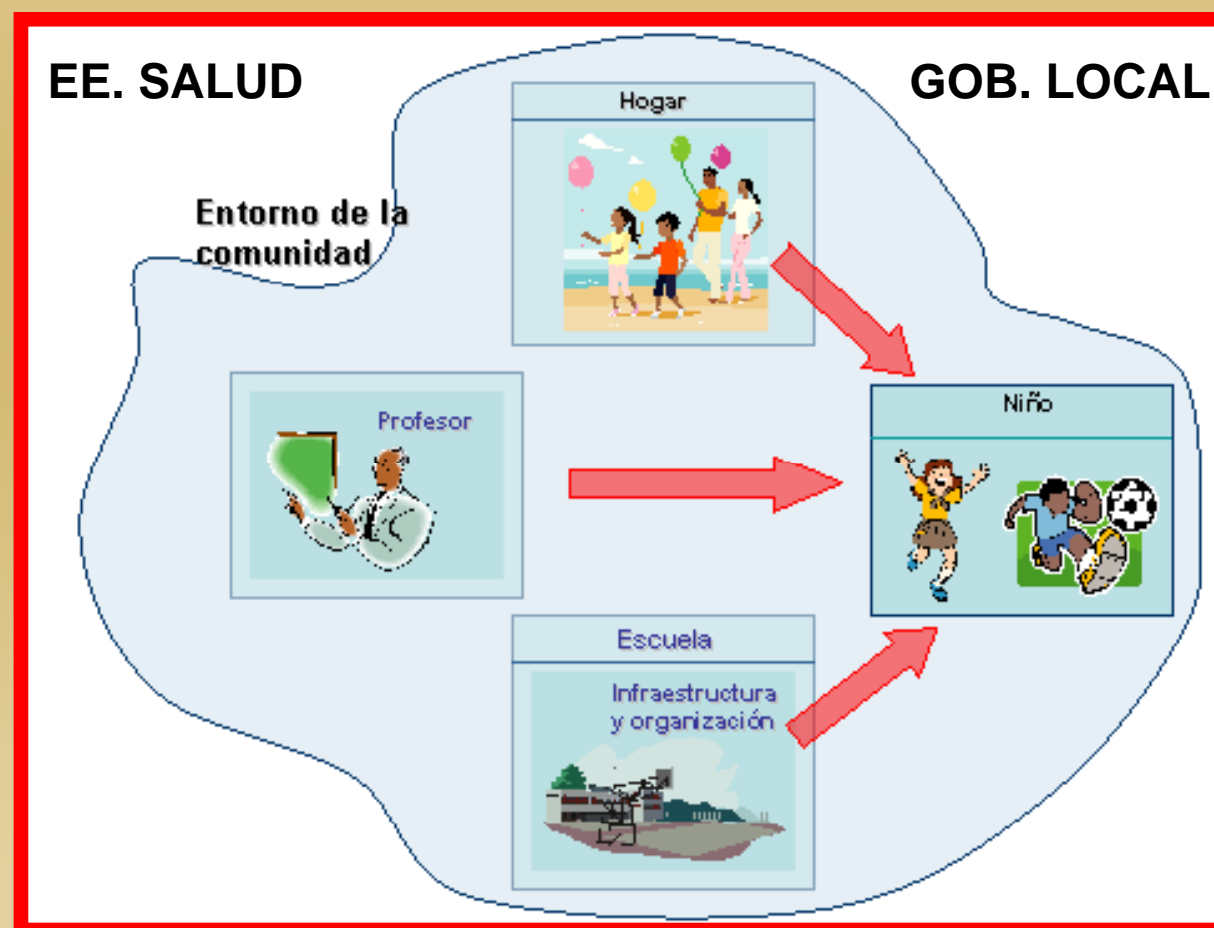 EE. SALUD
GOB. LOCAL
Hogar
Entorno de la
comunidad
Profesor
Niño
Escuela
Infraestructura
y organización